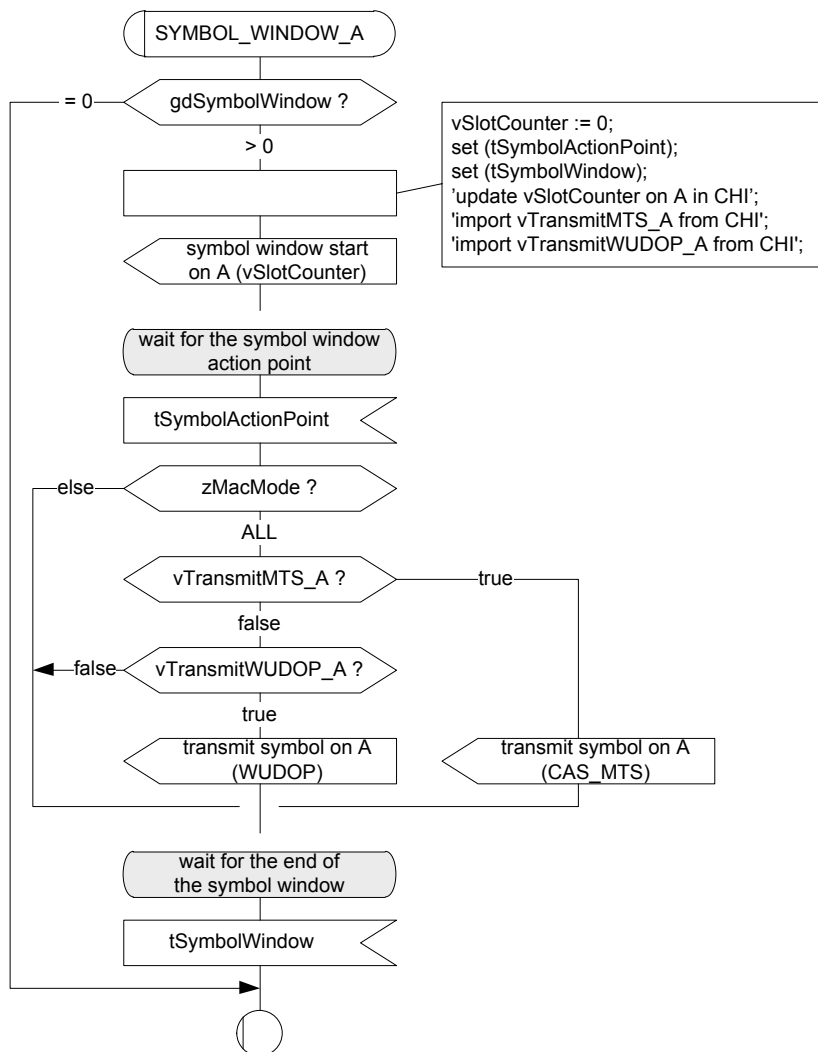 SYMBOL_WINDOW_A
= 0
gdSymbolWindow ?
> 0
vSlotCounter := 0;
set (tSymbolActionPoint);
set (tSymbolWindow);
’update vSlotCounter on A in CHI’;
'import vTransmitMTS_A from CHI';
'import vTransmitWUDOP_A from CHI';
symbol window start
on A (vSlotCounter)
wait for the symbol window
action point
tSymbolActionPoint
else
zMacMode ?
ALL
vTransmitMTS_A ?
true
false
false
vTransmitWUDOP_A ?
true
transmit symbol on A
(WUDOP)
transmit symbol on A
(CAS_MTS)
wait for the end of
the symbol window
tSymbolWindow